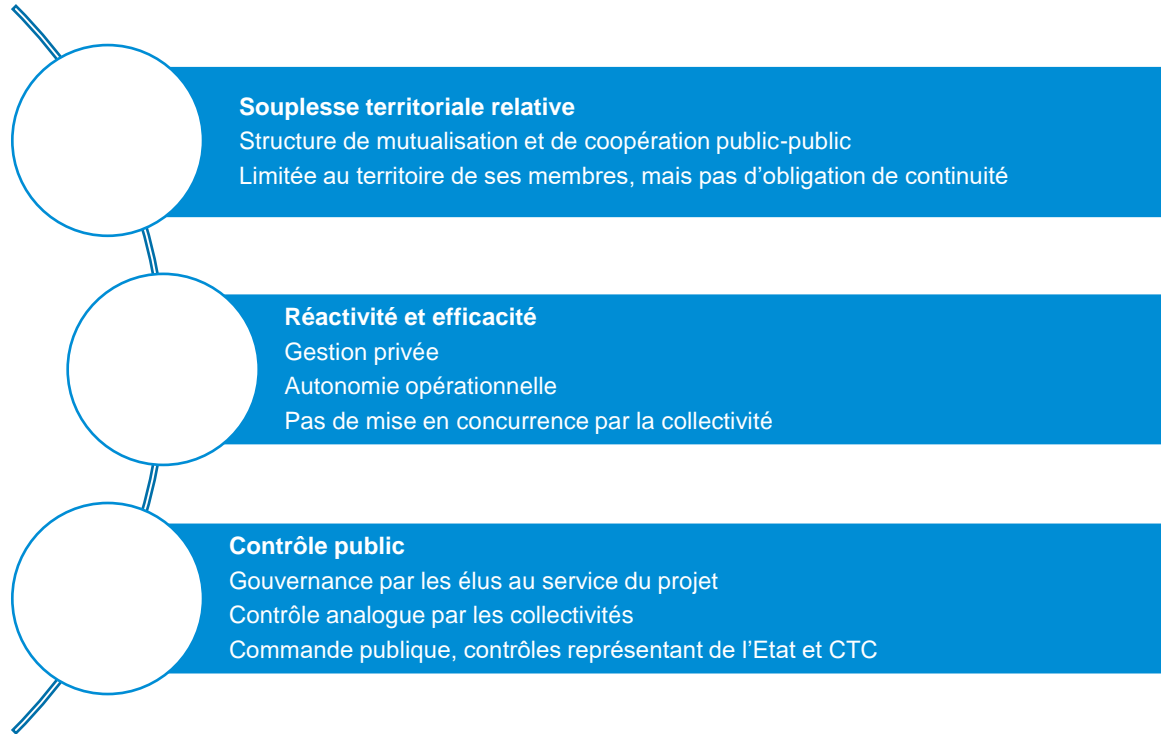 Souplesse territoriale relative
Structure de mutualisation et de coopération public-public
Limitée au territoire de ses membres, mais pas d’obligation de continuité
Réactivité et efficacité
Gestion privée
Autonomie opérationnelle
Pas de mise en concurrence par la collectivité
Contrôle public
Gouvernance par les élus au service du projet
Contrôle analogue par les collectivités
Commande publique, contrôles représentant de l’Etat et CTC